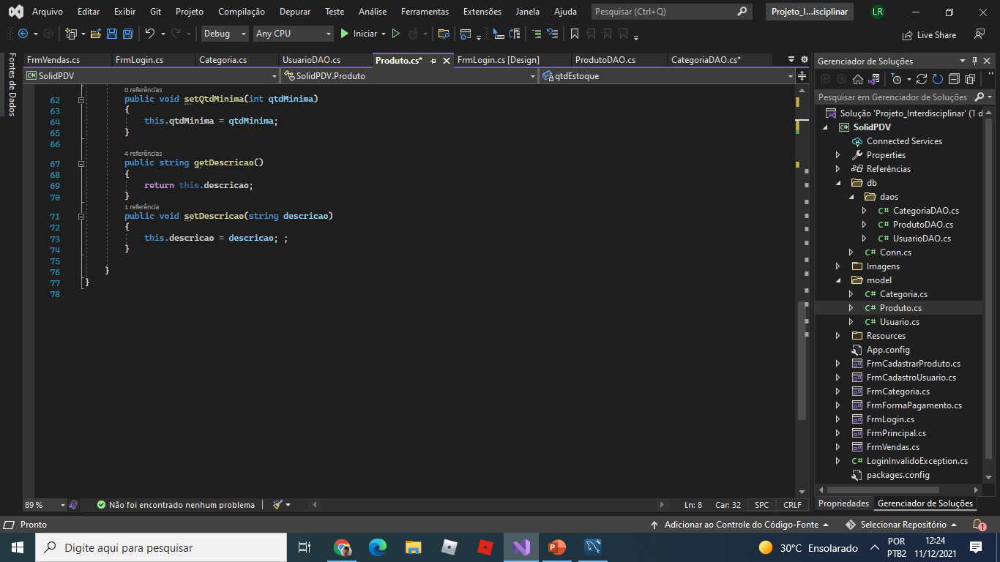 Arquivo Editar Exibir Git Projeto Compilação Depurar Teste Análise Ferramentas Extensões Janela Ajuda Pesquisar (Ctrl+Q) Projeto_I...isciplinar LR
Debug Any CPU Iniciar Live Share
Fontes de Dados
FrmVendas.cs FrmLogin.cs Categoria.cs UsuarioDAO.cs Produto.cs* FrmLogin.cs [Design] ProdutoDAO.cs CategoriaDAO.cs*
SolidPDV SolidPDV.Produto qtdEstoque
0 referências
62 public void setQtdMinima(int qtdMinima)
63 {
64 this.qtdMinima = qtdMinima;
65 }
66
4 referências
67 public string getDescricao()
68 {
69 return this.descricao;
70 }
1 referência
71 public void setDescricao(string descricao)
72 {
73 this.descricao = descricao; ;
74 }
75
76 }
77 }
78
89 % Não foi encontrado nenhum problema Ln: 8 Car: 32 SPC CRLF
Gerenciador de Soluções
Pesquisar em Gerenciador de Soluções
Solução 'Projeto_Interdisciplinar' (1 d
SolidPDV
Connected Services
Properties
Referências
db
daos
C# CategoriaDAO.cs
C# ProdutoDAO.cs
C# UsuarioDAO.cs
C# Conn.cs
Imagens
model
C# Categoria.cs
C# Produto.cs
C# Usuario.cs
Resources
App.config
FrmCadastrarProduto.cs
FrmCadastroUsuario.cs
FrmCategoria.cs
FrmFormaPagamento.cs
FrmLogin.cs
FrmPrincipal.cs
FrmVendas.cs
C# LoginInvalidoException.cs
packages.config
Propriedades Gerenciador de Soluções
Pronto Adicionar ao Controle do Código-Fonte Selecionar Repositório 1
Digite aqui para pesquisar 30°C Ensolarado POR PTB2 12:24 11/12/2021